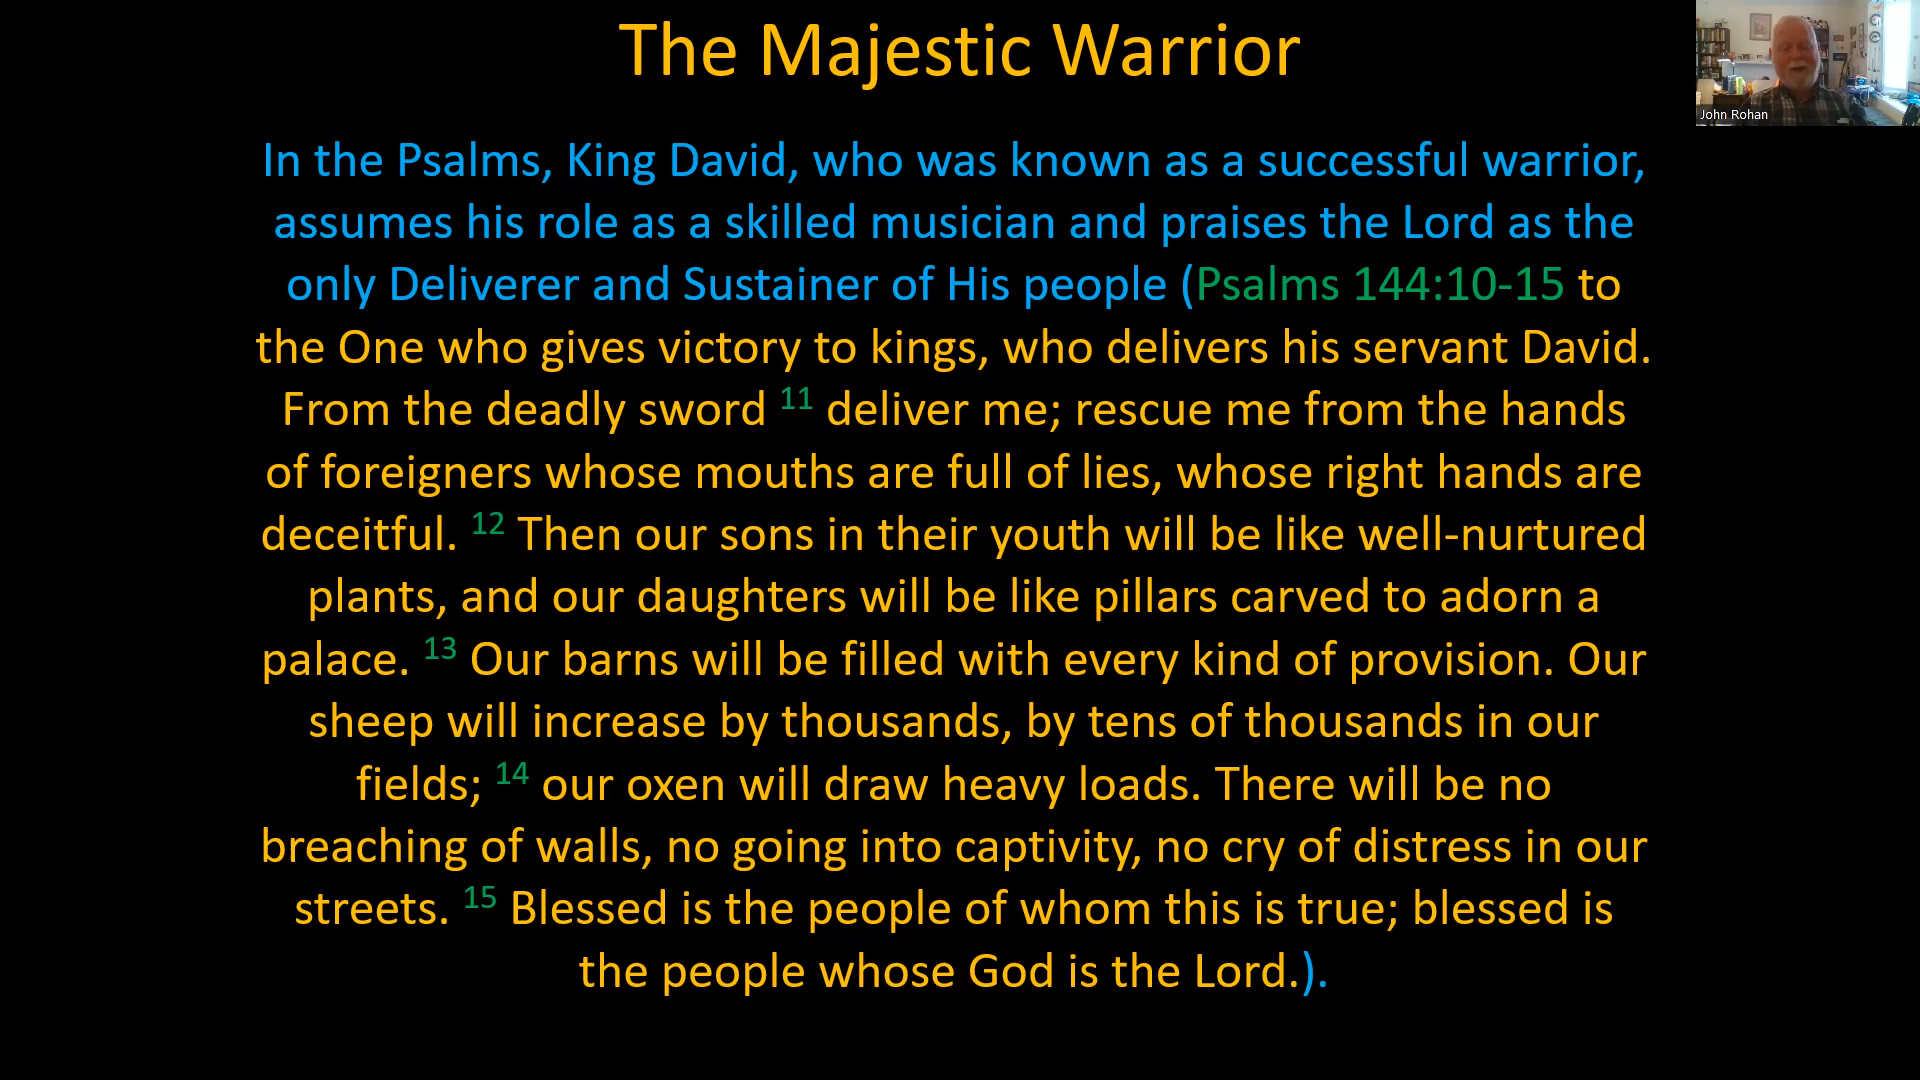 The Majestic Warrior
John Rohan
In the Psalms, King David, who was known as a successful warrior,
assumes his role as a skilled musician and praises the Lord as the
only Deliverer and Sustainer of His people (Psalms 144:10-15 to
the One who gives victory to kings, who delivers his servant David.
From the deadly sword 11 deliver me; rescue me from the hands
of foreigners whose mouths are full of lies, whose right hands are
deceitful. 12 Then our sons in their youth will be like well-nurtured
plants, and our daughters will be like pillars carved to adorn a
palace. 13 Our barns will be filled with every kind of provision. Our
sheep will increase by thousands, by tens of thousands in our
fields; 14 our oxen will draw heavy loads. There will be no
breaching of walls, no going into captivity, no cry of distress in our
streets. 15 Blessed is the people of whom this is true; blessed is
the people whose God is the Lord.).